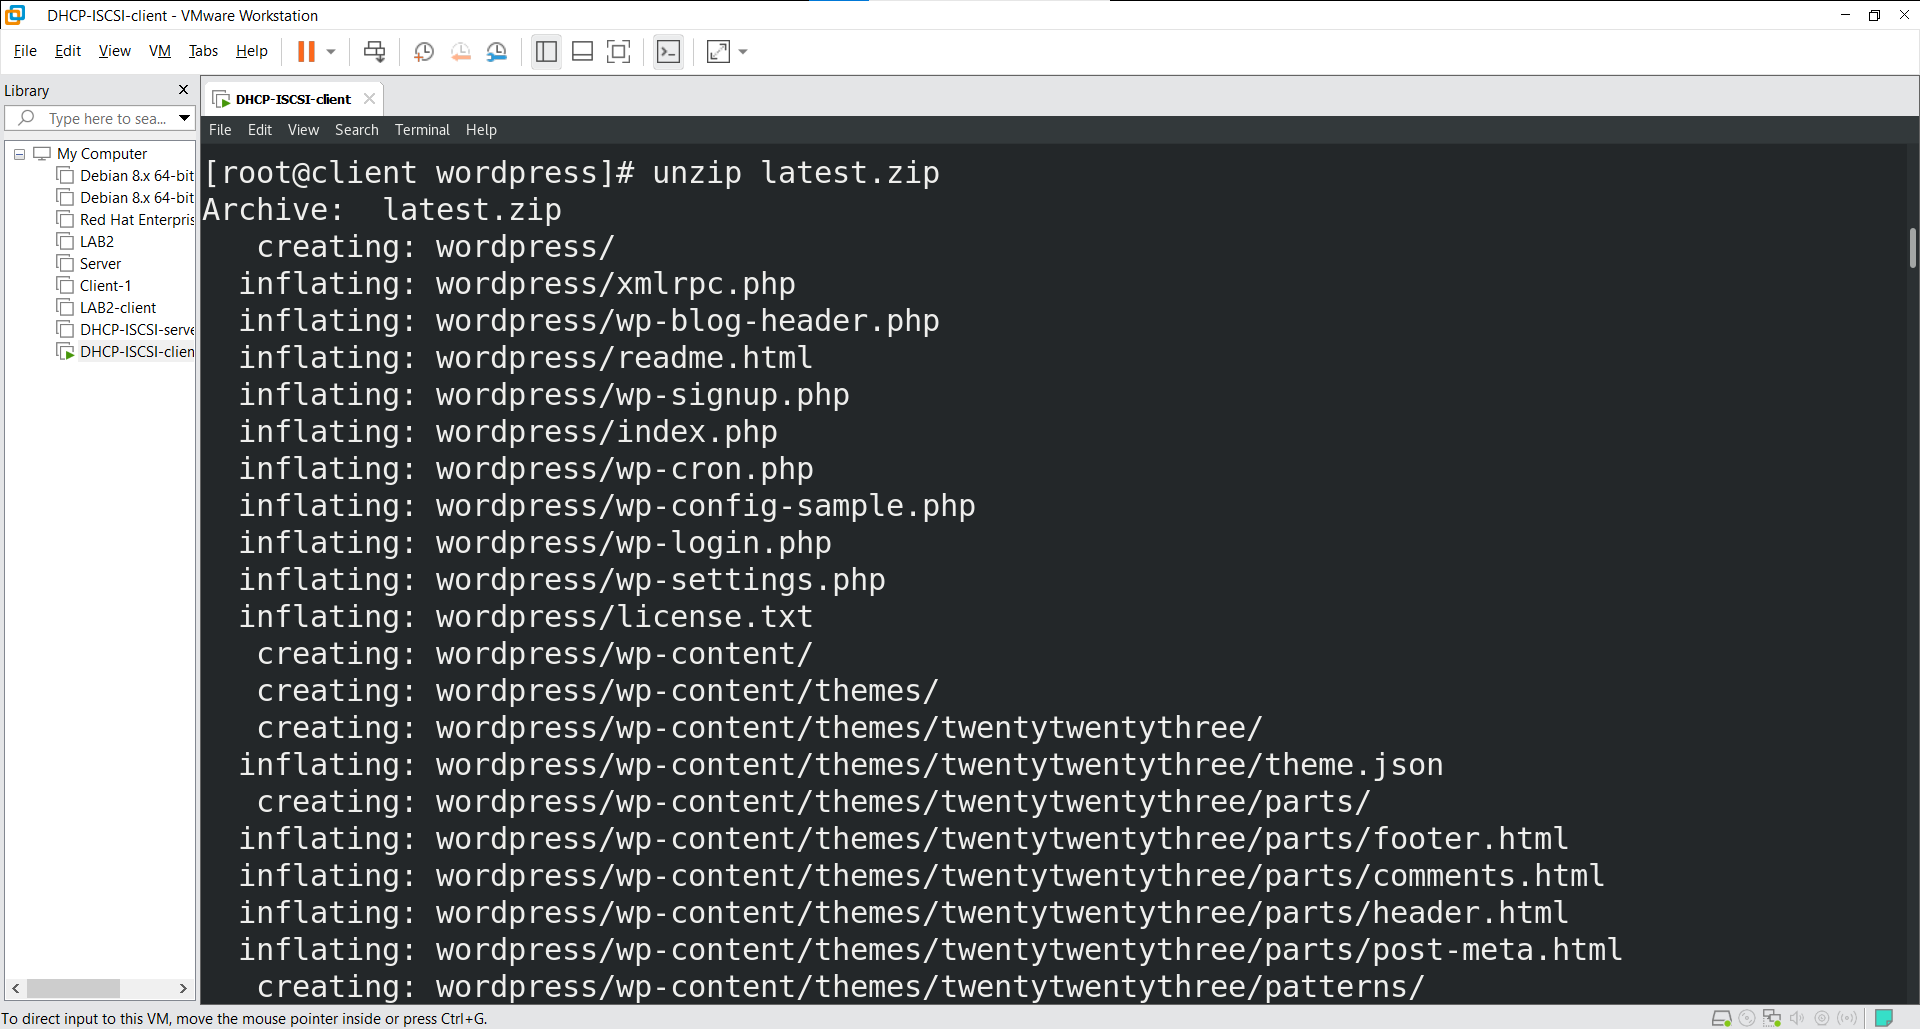 DHCP-ISCSI-client - VMware Workstation
File Edit View VM Tabs Help
Library
Type here to sea...
My Computer
Debian 8.x 64-bit
Debian 8.x 64-bit
Red Hat Enterpris
LAB2
Server
Client-1
LAB2-client
DHCP-ISCSI-serve
DHCP-ISCSI-clien
DHCP-ISCSI-client
File Edit View Search Terminal Help
[root@client wordpress]# unzip latest.zip
Archive:  latest.zip
   creating: wordpress/
  inflating: wordpress/xmlrpc.php
  inflating: wordpress/wp-blog-header.php
  inflating: wordpress/readme.html
  inflating: wordpress/wp-signup.php
  inflating: wordpress/index.php
  inflating: wordpress/wp-cron.php
  inflating: wordpress/wp-config-sample.php
  inflating: wordpress/wp-login.php
  inflating: wordpress/wp-settings.php
  inflating: wordpress/license.txt
   creating: wordpress/wp-content/
   creating: wordpress/wp-content/themes/
   creating: wordpress/wp-content/themes/twentytwentythree/
  inflating: wordpress/wp-content/themes/twentytwentythree/theme.json
   creating: wordpress/wp-content/themes/twentytwentythree/parts/
  inflating: wordpress/wp-content/themes/twentytwentythree/parts/footer.html
  inflating: wordpress/wp-content/themes/twentytwentythree/parts/comments.html
  inflating: wordpress/wp-content/themes/twentytwentythree/parts/header.html
  inflating: wordpress/wp-content/themes/twentytwentythree/parts/post-meta.html
   creating: wordpress/wp-content/themes/twentytwentythree/patterns/
To direct input to this VM, move the mouse pointer inside or press Ctrl+G.